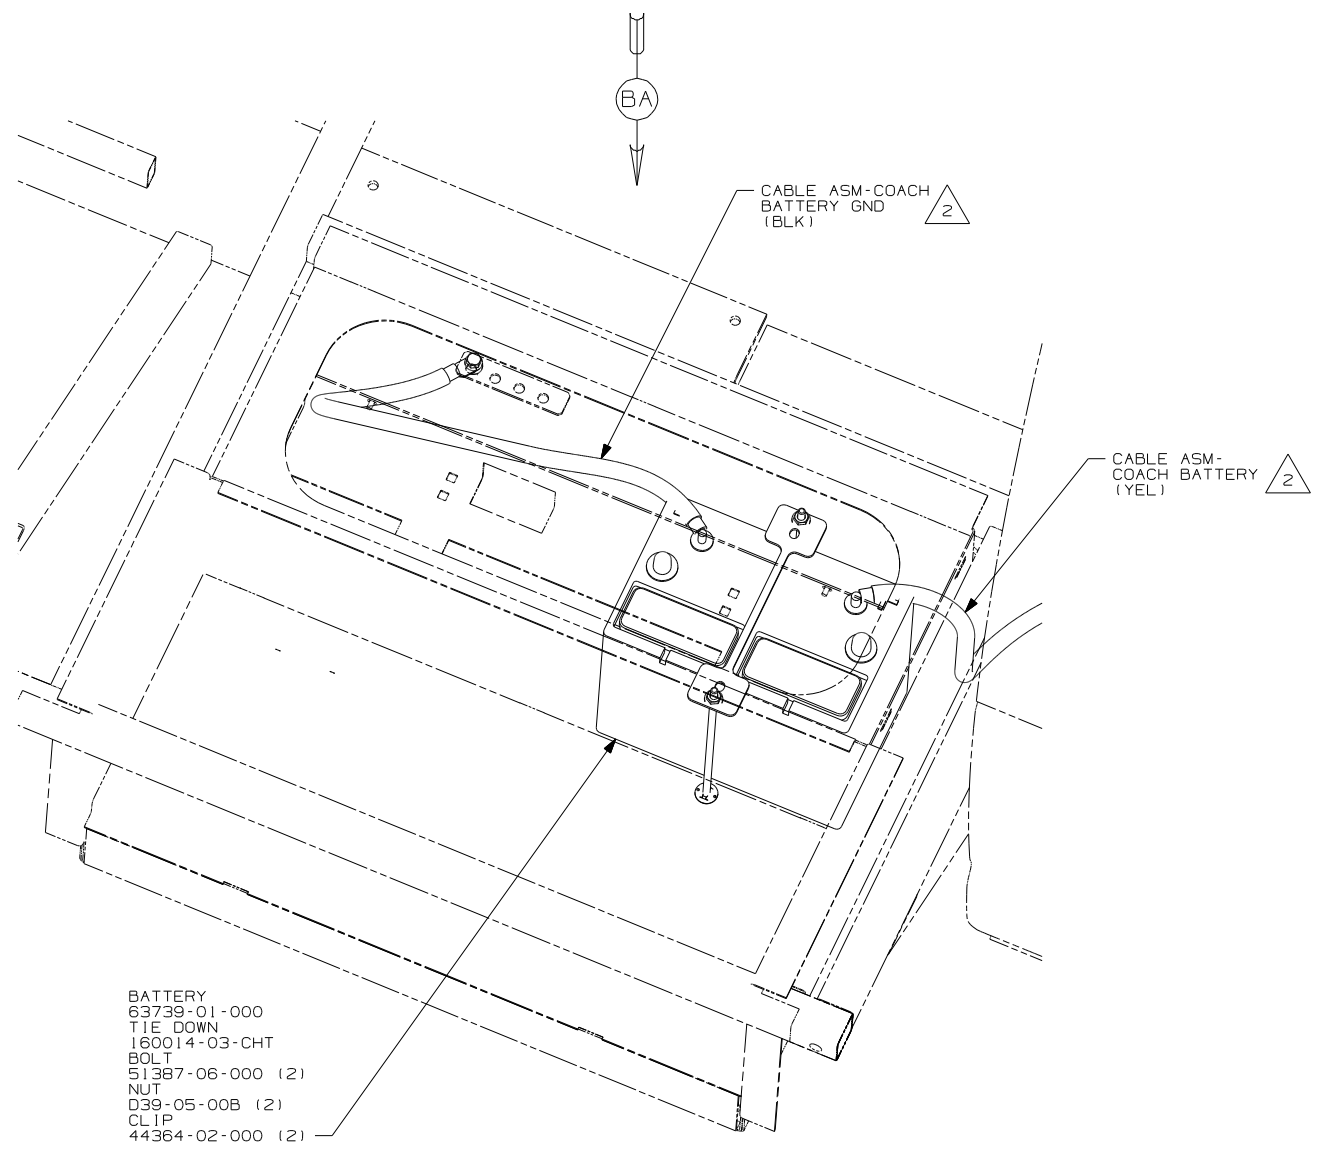 BA
CABLE ASM-COACH
BATTERY GND
(BLK)
2
CABLE ASM-
COACH BATTERY
(YEL)
2
BATTERY
63739-01-000
TIE DOWN
160014-03-CHT
BOLT
51387-06-000 (2)
NUT
D39-05-00B (2)
CLIP
44364-02-000 (2)